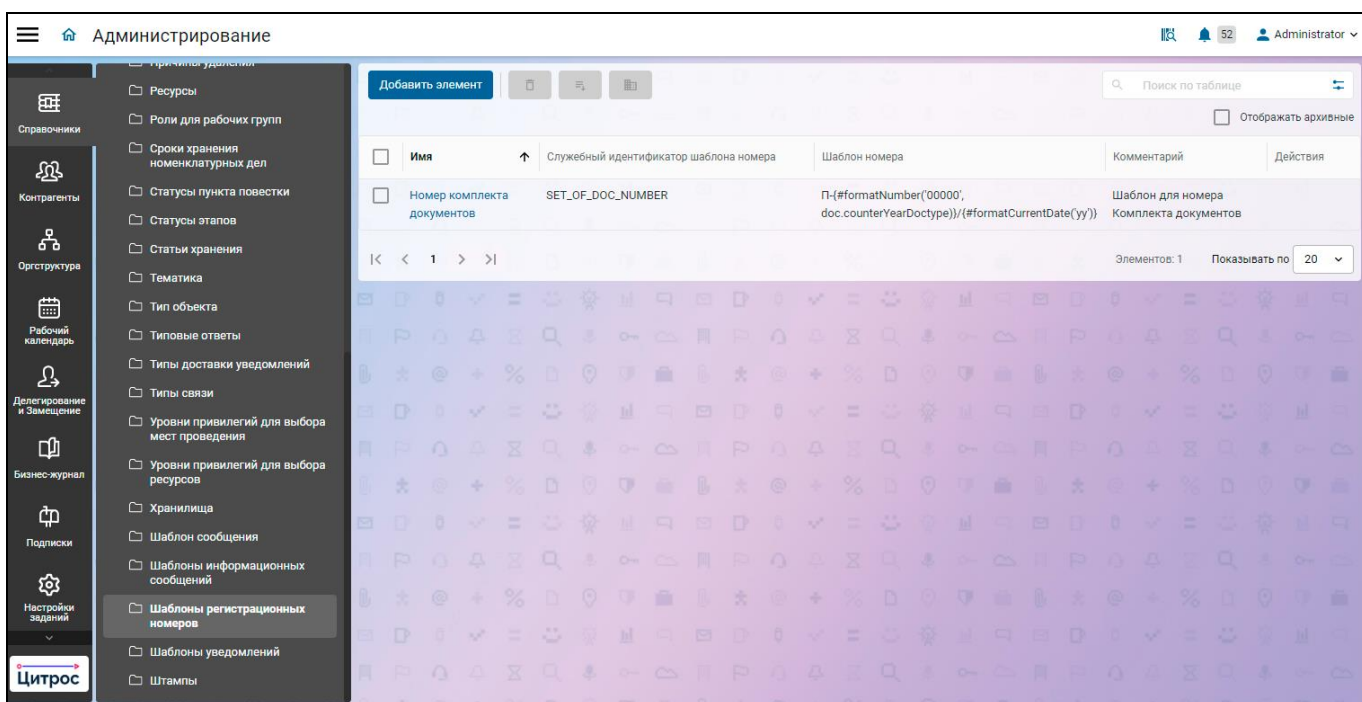 Администрирование
52
Administrator
Справочники
Контрагенты
Оргструктура
Рабочий
календарь
Делегирование
и Замещение
Бизнес-журнал
Подписки
Настройки
заданий
Цитрос
Причины удаления
Ресурсы
Роли для рабочих групп
Сроки хранения
номенклатурных дел
Статусы пункта повестки
Статусы этапов
Статьи хранения
Тематика
Тип объекта
Типовые ответы
Типы доставки уведомлений
Типы связи
Уровни привилегий для выбора
мест проведения
Уровни привилегий для выбора
ресурсов
Хранилища
Шаблон сообщения
Шаблоны информационных
сообщений
Шаблоны регистрационных
номеров
Шаблоны уведомлений
Штампы
Добавить элемент
Поиск по таблице
Отображать архивные
Имя
Служебный идентификатор шаблона номера
Шаблон номера
Комментарий
Действия
Номер комплекта
документов
SET_OF_DOC_NUMBER
П-{#formatNumber('00000',
doc.counterYearDoctype)}/{#formatCurrentDate('yy')}
Шаблон для номера
Комплекта документов
1
Элементов: 1
Показывать по
20